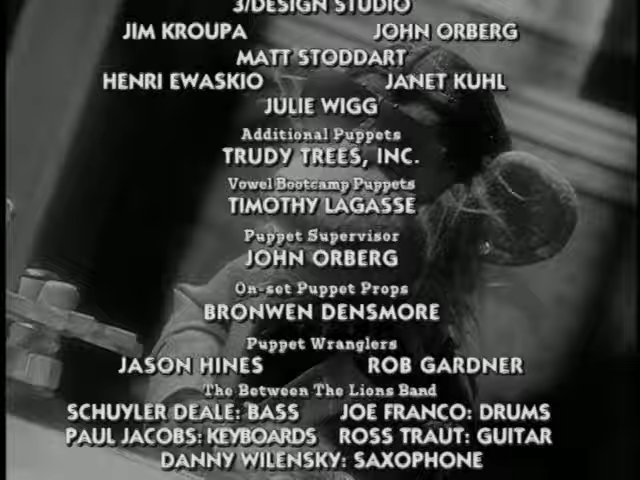 3/DESIGN STUDIO
JIM KROUPA JOHN ORBERG
MATT STODDART
HENRI EWASKIO JANET KUHL
JULIE WIGG
Additional Puppets
TRUDY TREES, INC.
Vowel Bootcamp Puppets
TIMOTHY LAGASSE
Puppet Supervisor
JOHN ORBERG
On-set Puppet Props
BRONWEN DENSMORE
Puppet Wranglers
JASON HINES ROB GARDNER
The Between The Lions Band
SCHUYLER DEALE: BASS JOE FRANCO: DRUMS
PAUL JACOBS: KEYBOARDS ROSS TRAUT: GUITAR
DANNY WILENSKY: SAXOPHONE